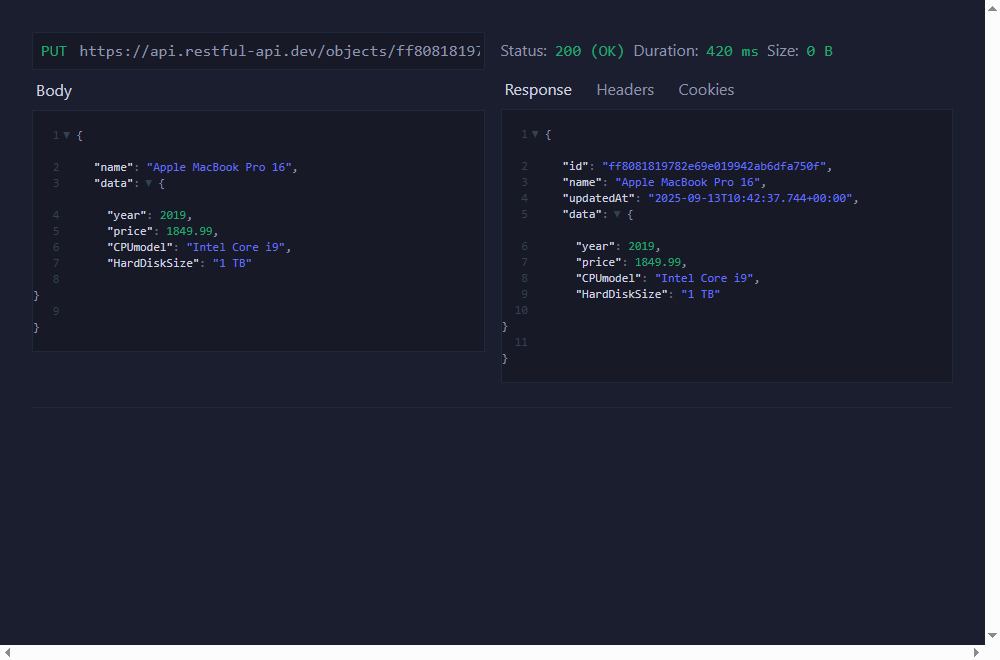 PUT https://api.restful-api.dev/objects/ff80818197
Status: 200 (OK) Duration: 420 ms Size: 0 B
Body
1 ▼ {
2 "name": "Apple MacBook Pro 16",
3 "data": ▼ {
4 "year": 2019,
5 "price": 1849.99,
6 "CPUmodel": "Intel Core i9",
7 "HardDiskSize": "1 TB"
8
}
9
}
Response Headers Cookies
1 ▼ {
2 "id": "ff8081819782e69e019942ab6dfa750f",
3 "name": "Apple MacBook Pro 16",
4 "updatedAt": "2025-09-13T10:42:37.744+00:00",
5 "data": ▼ {
6 "year": 2019,
7 "price": 1849.99,
8 "CPUmodel": "Intel Core i9",
9 "HardDiskSize": "1 TB"
10
}
11
}